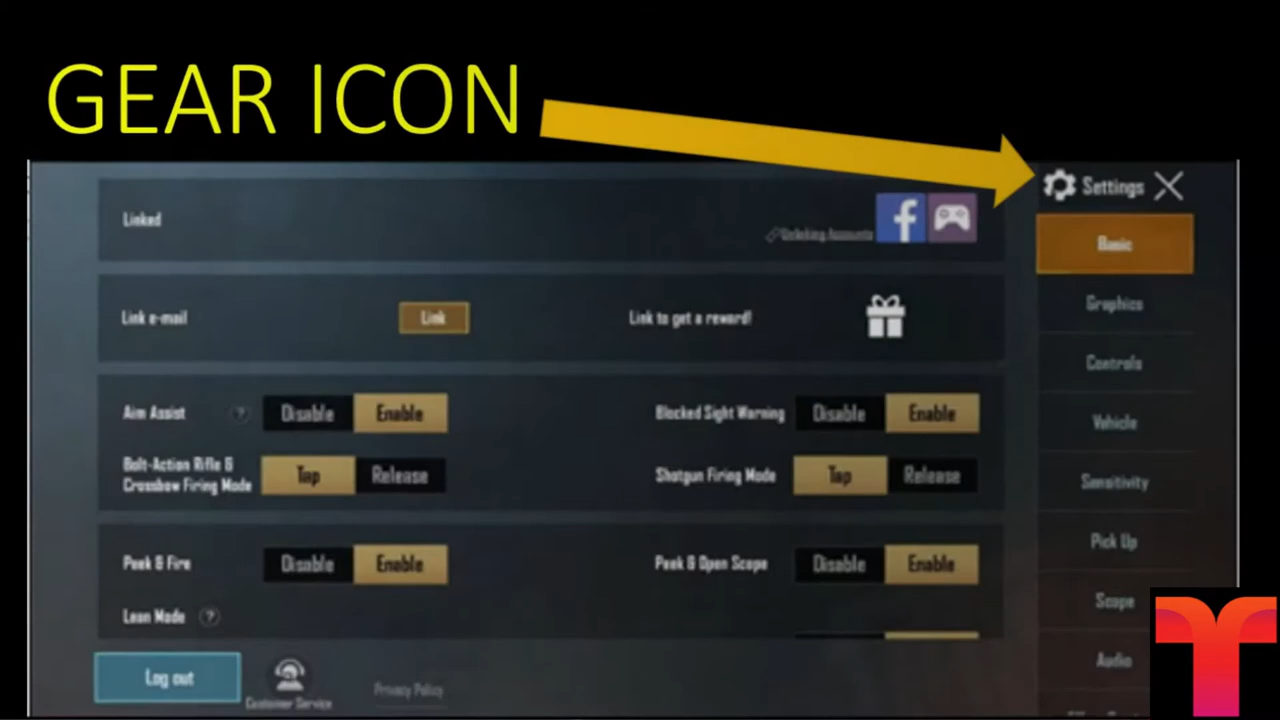 GEAR ICON
Settings
Linked
Deleting Accounts
Basic
Link e-mail
Link
Link to get a reward!
Graphics
Controls
Aim Assist ? Disable Enable
Blocked Sight Warning Disable Enable
Vehicle
Bolt-Action Rifle &
Crossbow Firing Mode
Tap Release
Shotgun Firing Mode Tap Release
Sensitivity
Pick Up
Peek & Fire Disable Enable
Peek & Open Scope Disable Enable
Scope
Lean Mode ?
Audio
Log out
Customer Service
Privacy Policy